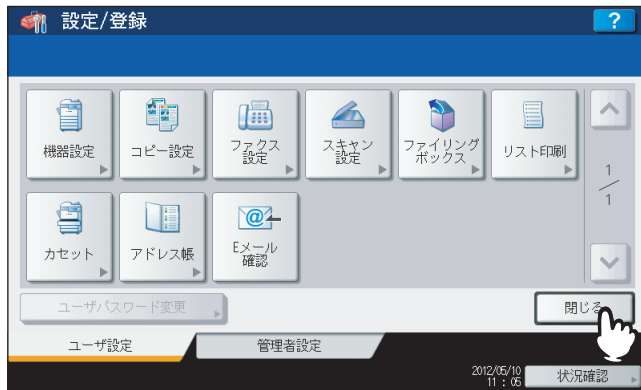 設定/登録
?
機器設定
コピー設定
ファクス
設定
スキャン
設定
ファイリング
ボックス
リスト印刷
1
1
カセット
アドレス帳
@
Eメール
確認
ユーザパスワード変更
閉じる
ユーザ設定
管理者設定
2012/05/10
11 : 05
状況確認